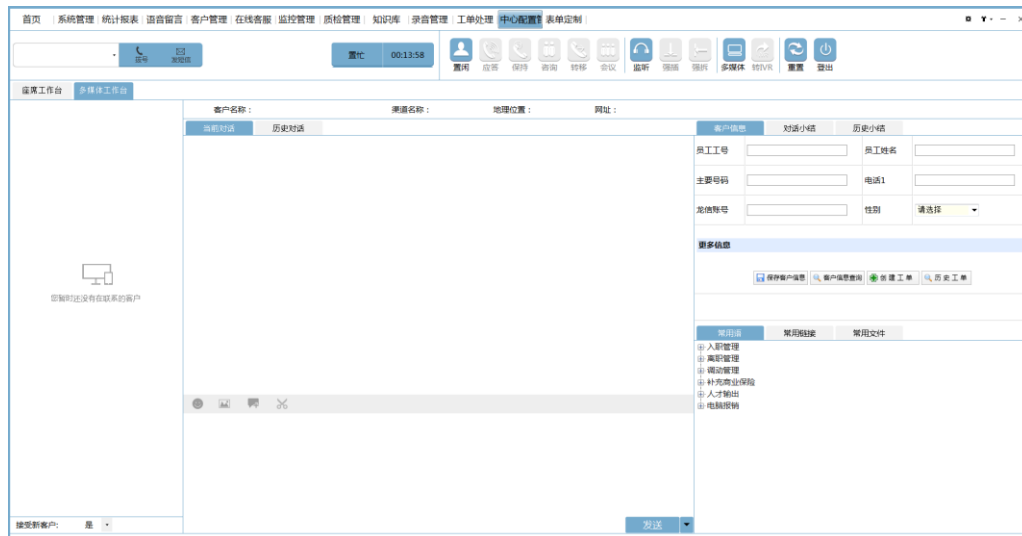 首页 系统管理 统计报表 语音留言 客户管理 在线客服 监控管理 质检管理 知识库 录音管理 工单处理 中心配置 表单定制
拨号 发短信 置忙 00:13:58 置闲 应答 保持 咨询 转移 会议 监听 强插 强拆 多媒体 转IVR 重置 登出
座席工作台 多媒体工作台
客户名称： 渠道名称： 地理位置： 网址：
当前对话 历史对话 客户信息 对话小结 历史小结
员工工号 员工姓名
主要号码 电话1
龙信账号 性别 请选择
更多信息
保存客户信息 客户信息查询 创建工单 历史工单
您暂时还没有在联系的客户
常用语 常用链接 常用文件
入职管理
离职管理
调动管理
补充商业保险
人才输出
电脑报销
接受新客户: 是 发送